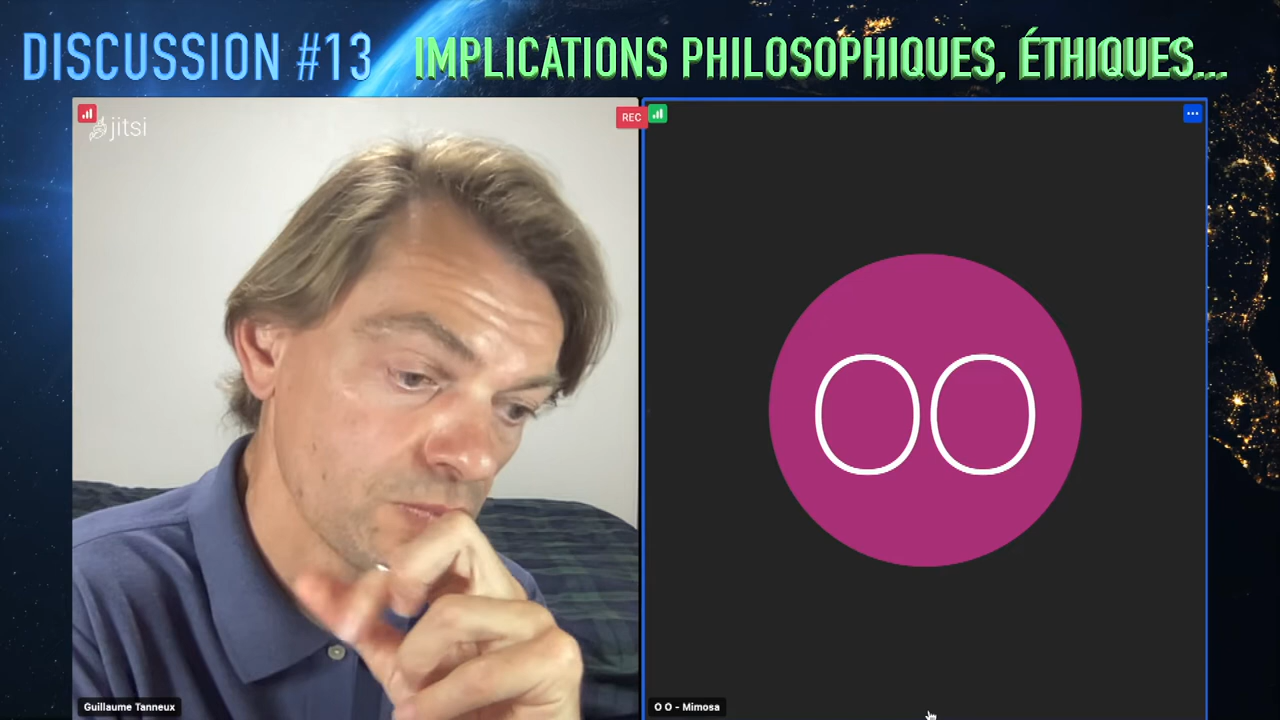 DISCUSSION #13 IMPLICATIONS PHILOSOPHIQUES, ÉTHIQUES...
jitsi
REC
OO
Guillaume Tanneux
O O - Mimosa